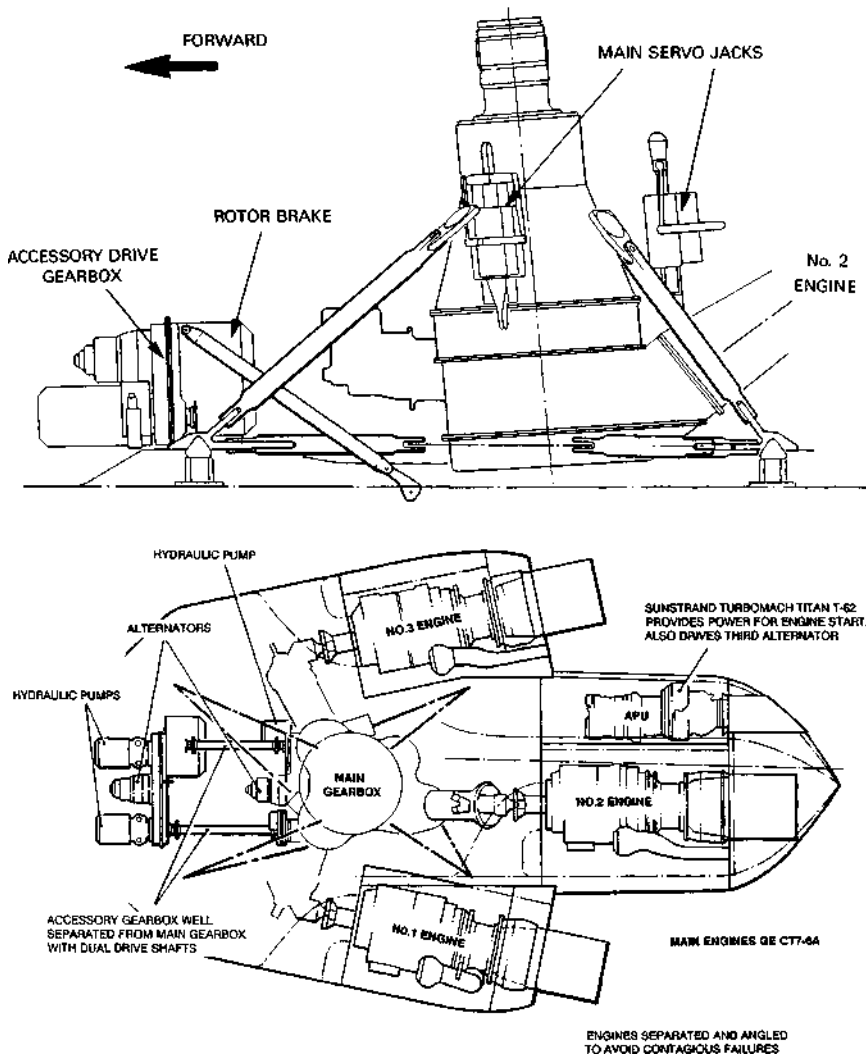 FORWARD
MAIN SERVO JACKS
ROTOR BRAKE
ACCESSORY DRIVE
GEARBOX
No. 2
ENGINE
HYDRAULIC PUMP
ALTERNATORS
HYDRAULIC PUMPS
NO.3 ENGINE
SUNSTRAND TURBOMACH TITAN T-62
PROVIDES POWER FOR ENGINE START.
ALSO DRIVES THIRD ALTERNATOR
APU
MAIN
GEARBOX
NO.2 ENGINE
ACCESSORY GEARBOX WELL
SEPARATED FROM MAIN GEARBOX
WITH DUAL DRIVE SHAFTS
NO.1 ENGINE
MAIN ENGINES GE CT7-6A
ENGINES SEPARATED AND ANGLED
TO AVOID CONTAGIOUS FAILURES